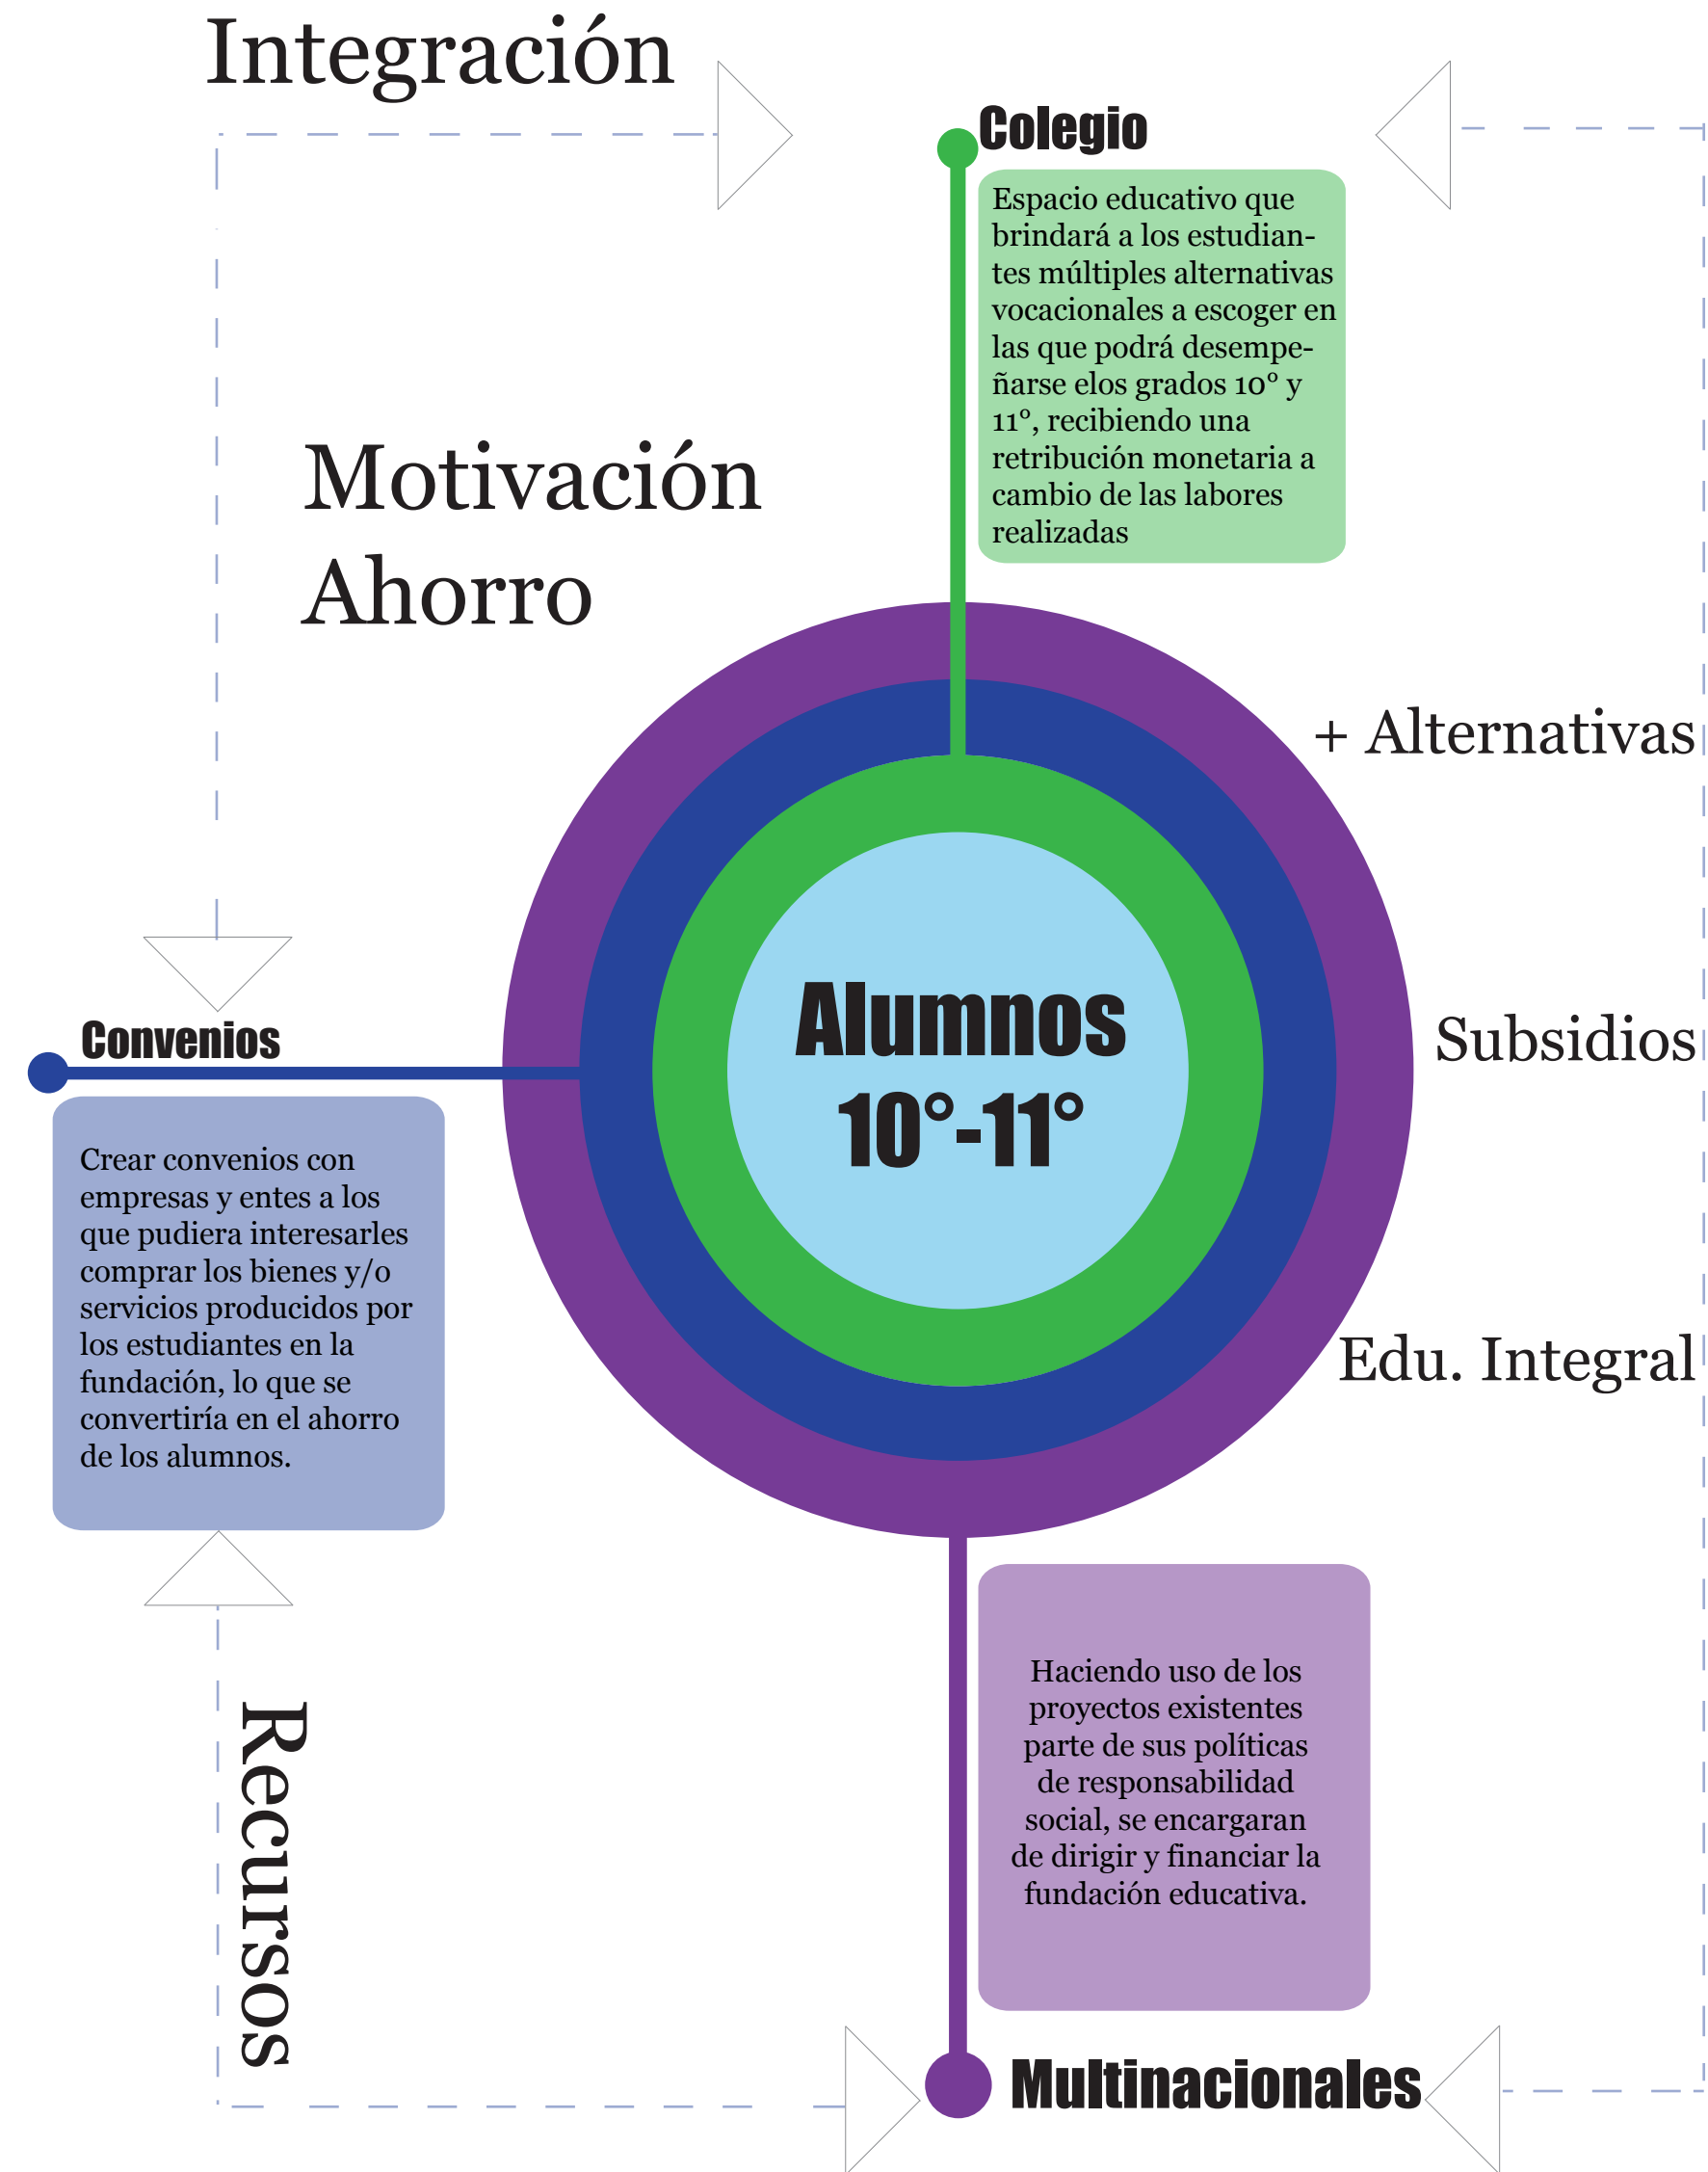 Integración
Colegio
Espacio educativo que
brindará a los estudian-
tes múltiples alternativas
vocacionales a escoger en
las que podrá desempe-
ñarse elos grados 10° y
11°, recibiendo una
retribución monetaria a
cambio de las labores
realizadas
Motivación
Ahorro
+ Alternativas
Alumnos
10°-11°
Subsidios
Convenios
Crear convenios con
empresas y entes a los
que pudiera interesarles
comprar los bienes y/o
servicios producidos por
los estudiantes en la
fundación, lo que se
convertiría en el ahorro
de los alumnos.
Edu. Integral
Recursos
Haciendo uso de los
proyectos existentes
parte de sus políticas
de responsabilidad
social, se encargaran
de dirigir y financiar la
fundación educativa.
Multinacionales